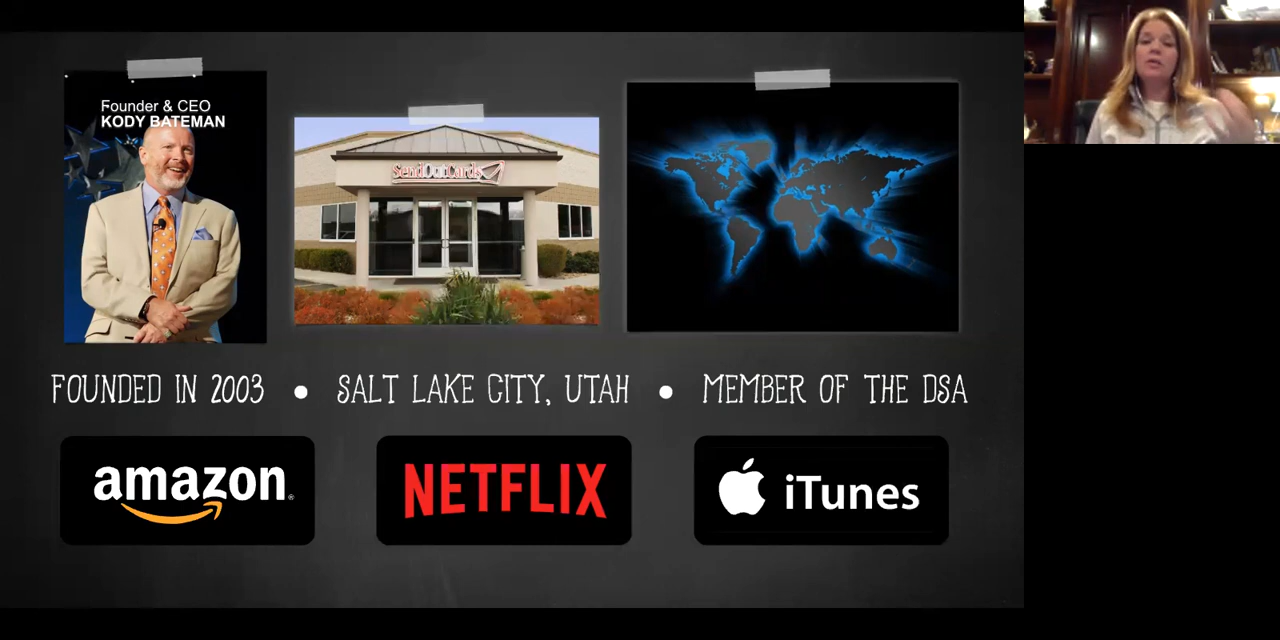 Founder & CEO
KODY BATEMAN
SendOutCards
FOUNDED IN 2003 • SALT LAKE CITY, UTAH • MEMBER OF THE DSA
amazon®
NETFLIX
iTunes